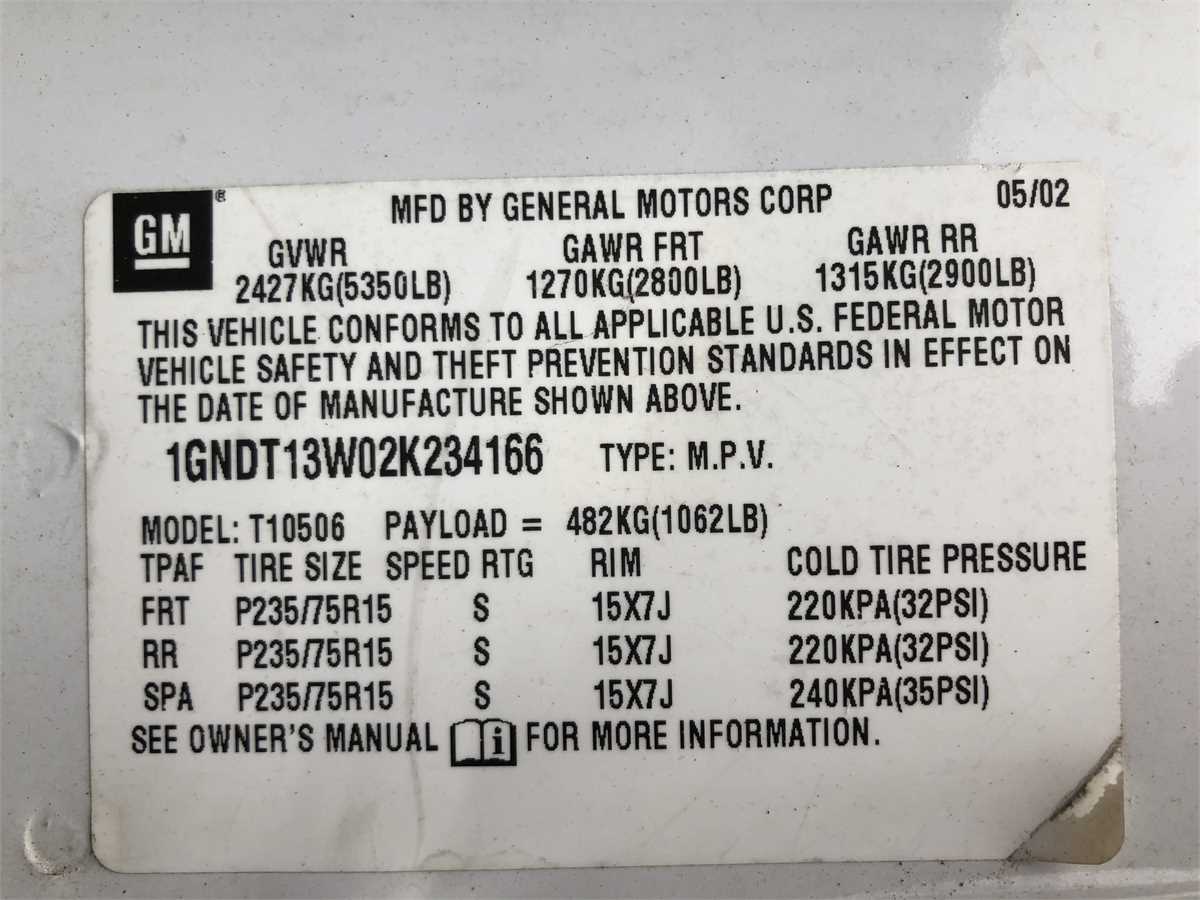 GM® MFD BY GENERAL MOTORS CORP 05/02
GVWR GAWR FRT GAWR RR
2427KG(5350LB) 1270KG(2800LB) 1315KG(2900LB)
THIS VEHICLE CONFORMS TO ALL APPLICABLE U.S. FEDERAL MOTOR
VEHICLE SAFETY AND THEFT PREVENTION STANDARDS IN EFFECT ON
THE DATE OF MANUFACTURE SHOWN ABOVE.
1GNDT13W02K234166 TYPE: M.P.V.
MODEL: T10506 PAYLOAD = 482KG(1062LB)
TPAF TIRE SIZE SPEED RTG RIM COLD TIRE PRESSURE
FRT P235/75R15 S 15X7J 220KPA(32PSI)
RR P235/75R15 S 15X7J 220KPA(32PSI)
SPA P235/75R15 S 15X7J 240KPA(35PSI)
SEE OWNER'S MANUAL i FOR MORE INFORMATION.